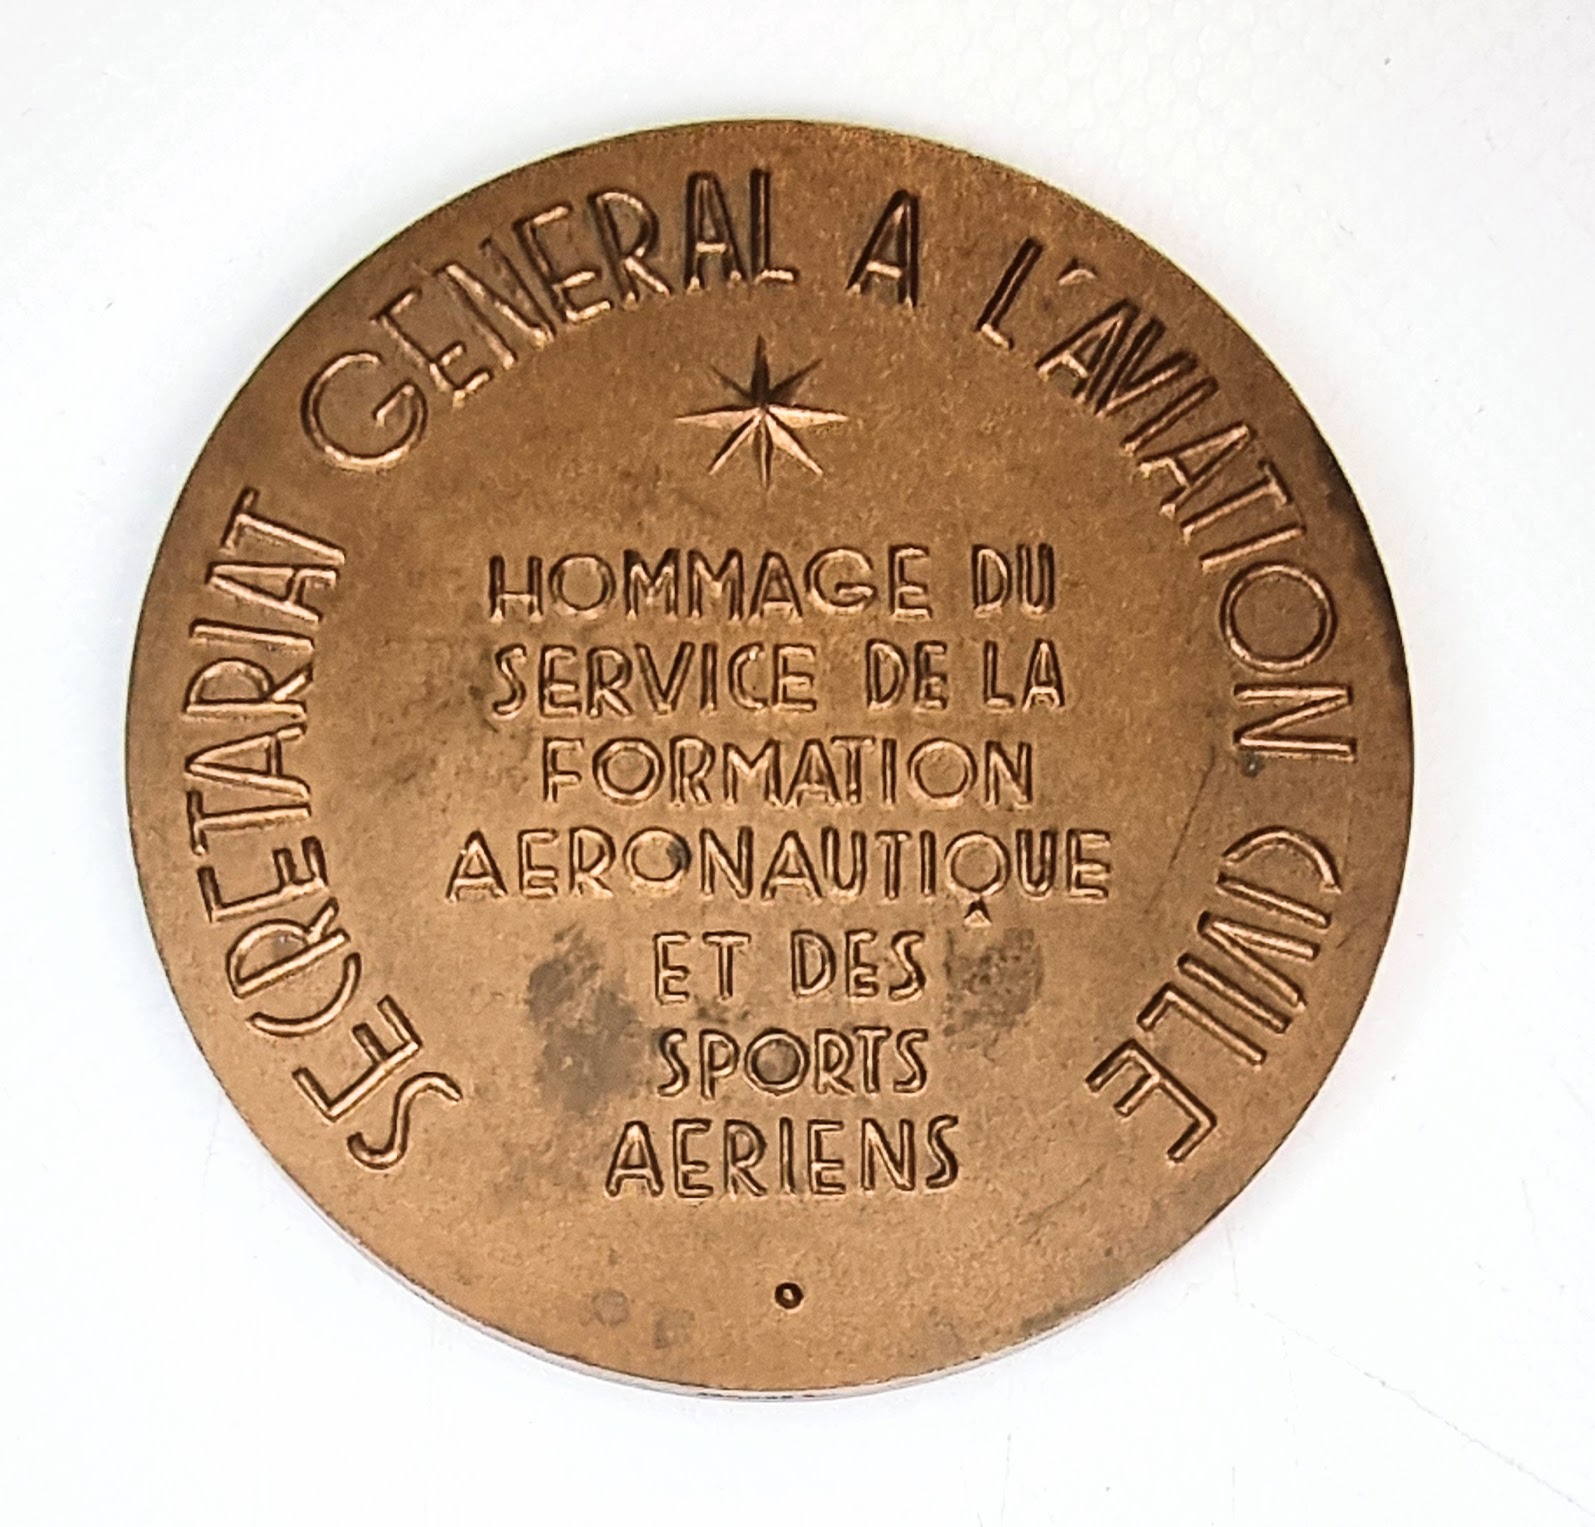 SECRETARIAT GENERAL A L'AVIATION CIVILE
HOMMAGE DU
SERVICE DE LA
FORMATION
AERONAUTIQUE
ET DES
SPORTS
AERIENS